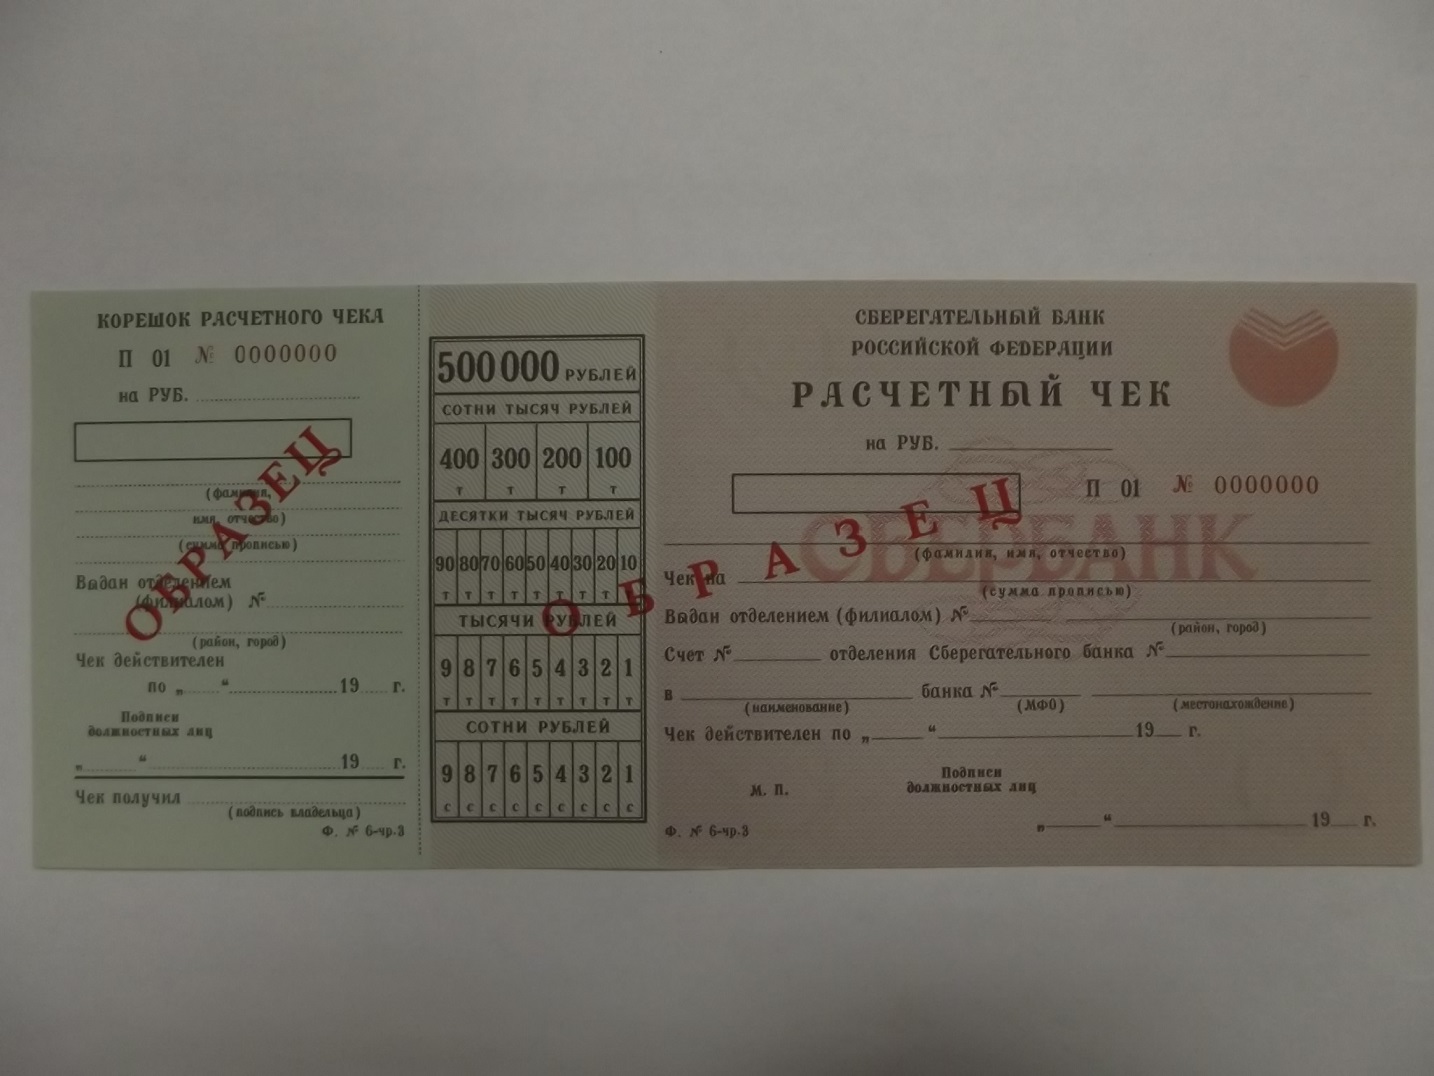 КОРЕШОК РАСЧЕТНОГО ЧЕКА
П 01 № 0000000
на РУБ.
(фамилия,
имя, отчество)
(сумма прописью)
Выдан отделением
(филиалом) №
(район, город)
Чек действителен
по „ “ 19 г.
Подписи
должностных лиц
„ “ 19 г.
Чек получил
(подпись владельца)
Ф. № 6-чр.3
ОБРАЗЕЦ
500 000 РУБЛЕЙ
СОТНИ ТЫСЯЧ РУБЛЕЙ
400 300 200 100
т т т т
ДЕСЯТКИ ТЫСЯЧ РУБЛЕЙ
90 80 70 60 50 40 30 20 10
т т т т т т т т т
ТЫСЯЧИ РУБЛЕЙ
9 8 7 6 5 4 3 2 1
т т т т т т т т т
СОТНИ РУБЛЕЙ
9 8 7 6 5 4 3 2 1
с с с с с с с с с
СБЕРЕГАТЕЛЬНЫЙ БАНК
РОССИЙСКОЙ ФЕДЕРАЦИИ
РАСЧЕТНЫЙ ЧЕК
на РУБ.
П 01 № 0000000
СБЕРБАНК
(фамилия, имя, отчество)
Чек на
(сумма прописью)
Выдан отделением (филиалом) №
(район, город)
Счет № отделения Сберегательного банка №
в банка №
(наименование) (МФО) (местонахождение)
Чек действителен по „ “ 19 г.
М. П. Подписи
должностных лиц
Ф. № 6-чр.3 „ “ 19 г.
ОБРАЗЕЦ